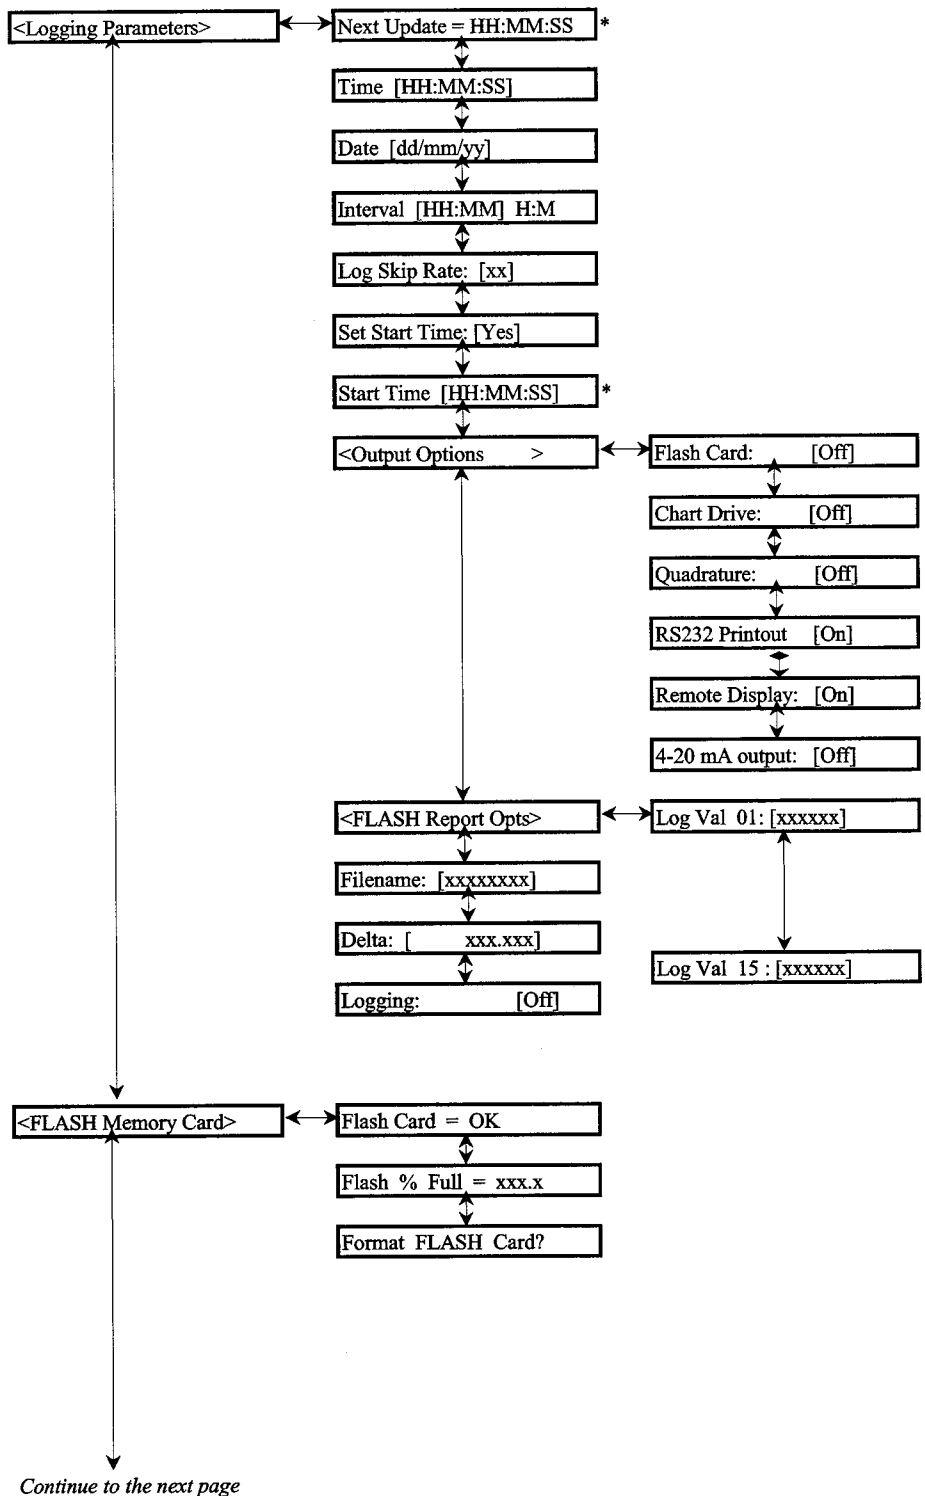 <Logging Parameters>
Next Update = HH:MM:SS *
Time [HH:MM:SS]
Date [dd/mm/yy]
Interval [HH:MM] H:M
Log Skip Rate: [xx]
Set Start Time: [Yes]
Start Time [HH:MM:SS] *
<Output Options >
Flash Card: [Off]
Chart Drive: [Off]
Quadrature: [Off]
RS232 Printout [On]
Remote Display: [On]
4-20 mA output: [Off]
<FLASH Report Opts>
Log Val 01: [xxxxxx]
Filename: [xxxxxxxx]
Delta: [ xxx.xxx]
Log Val 15 : [xxxxxx]
Logging: [Off]
<FLASH Memory Card>
Flash Card = OK
Flash % Full = xxx.x
Format FLASH Card?
Continue to the next page